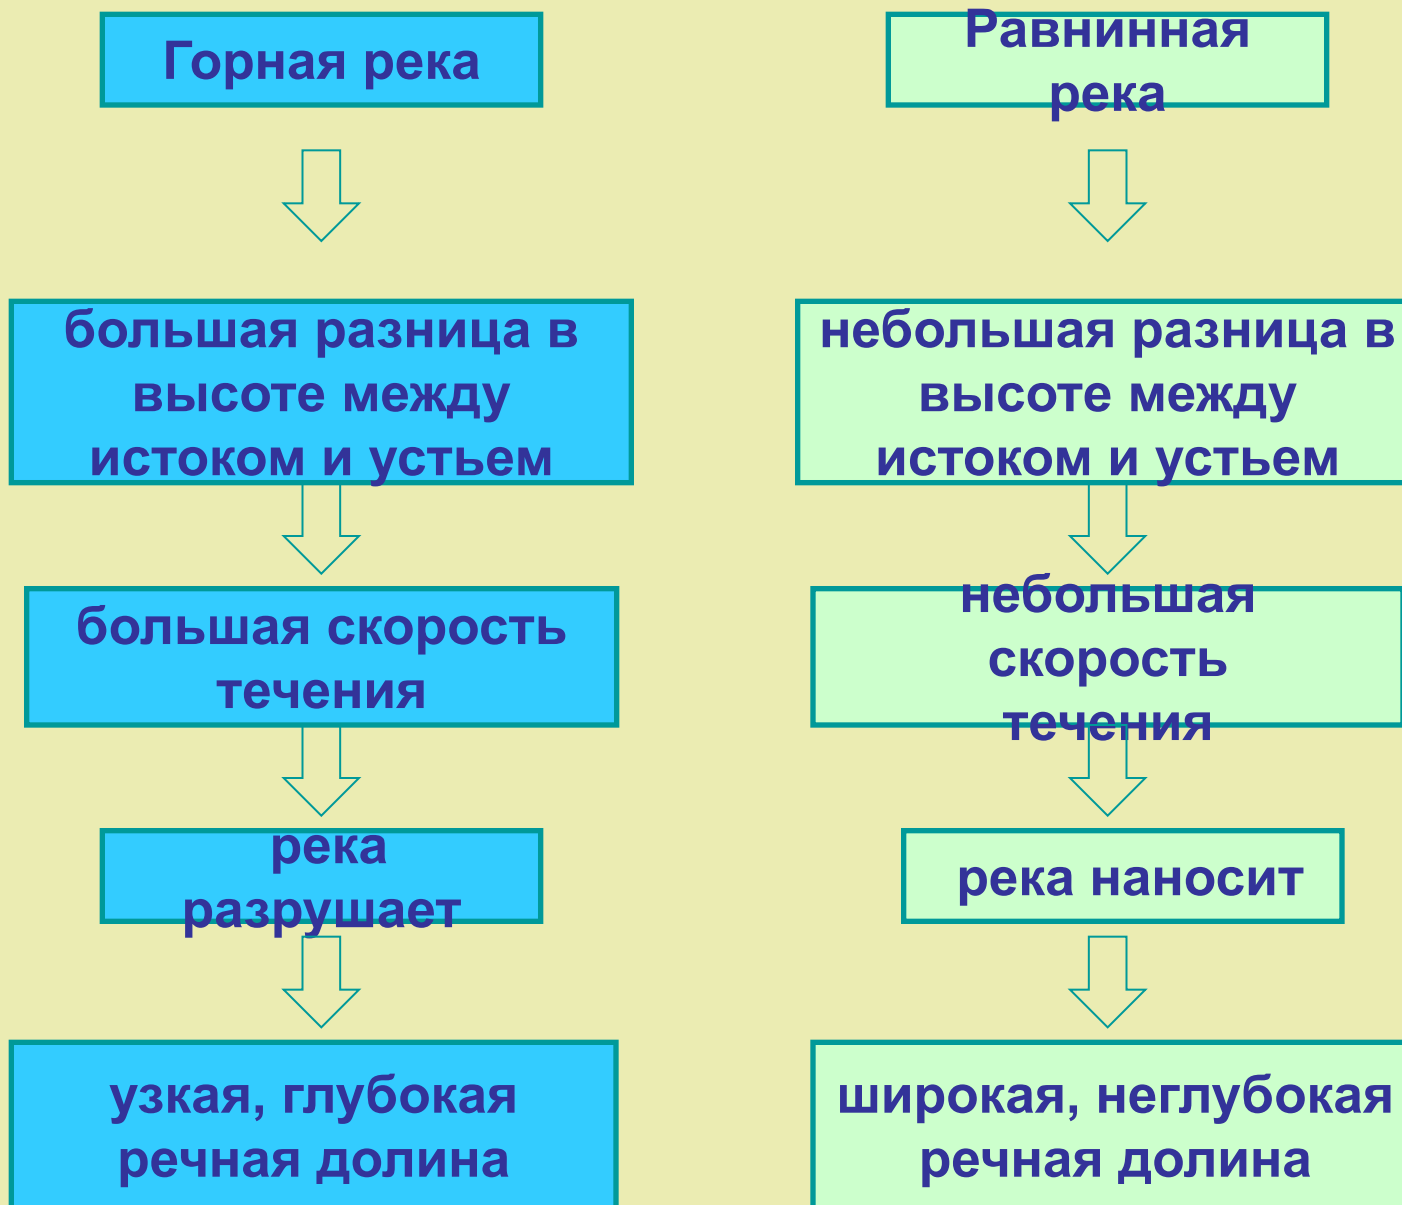 Горная река
большая разница в
высоте между
истоком и устьем
большая скорость
течения
река
разрушает
узкая, глубокая
речная долина
Равнинная
река
небольшая разница в
высоте между
истоком и устьем
небольшая
скорость
течения
река наносит
широкая, неглубокая
речная долина